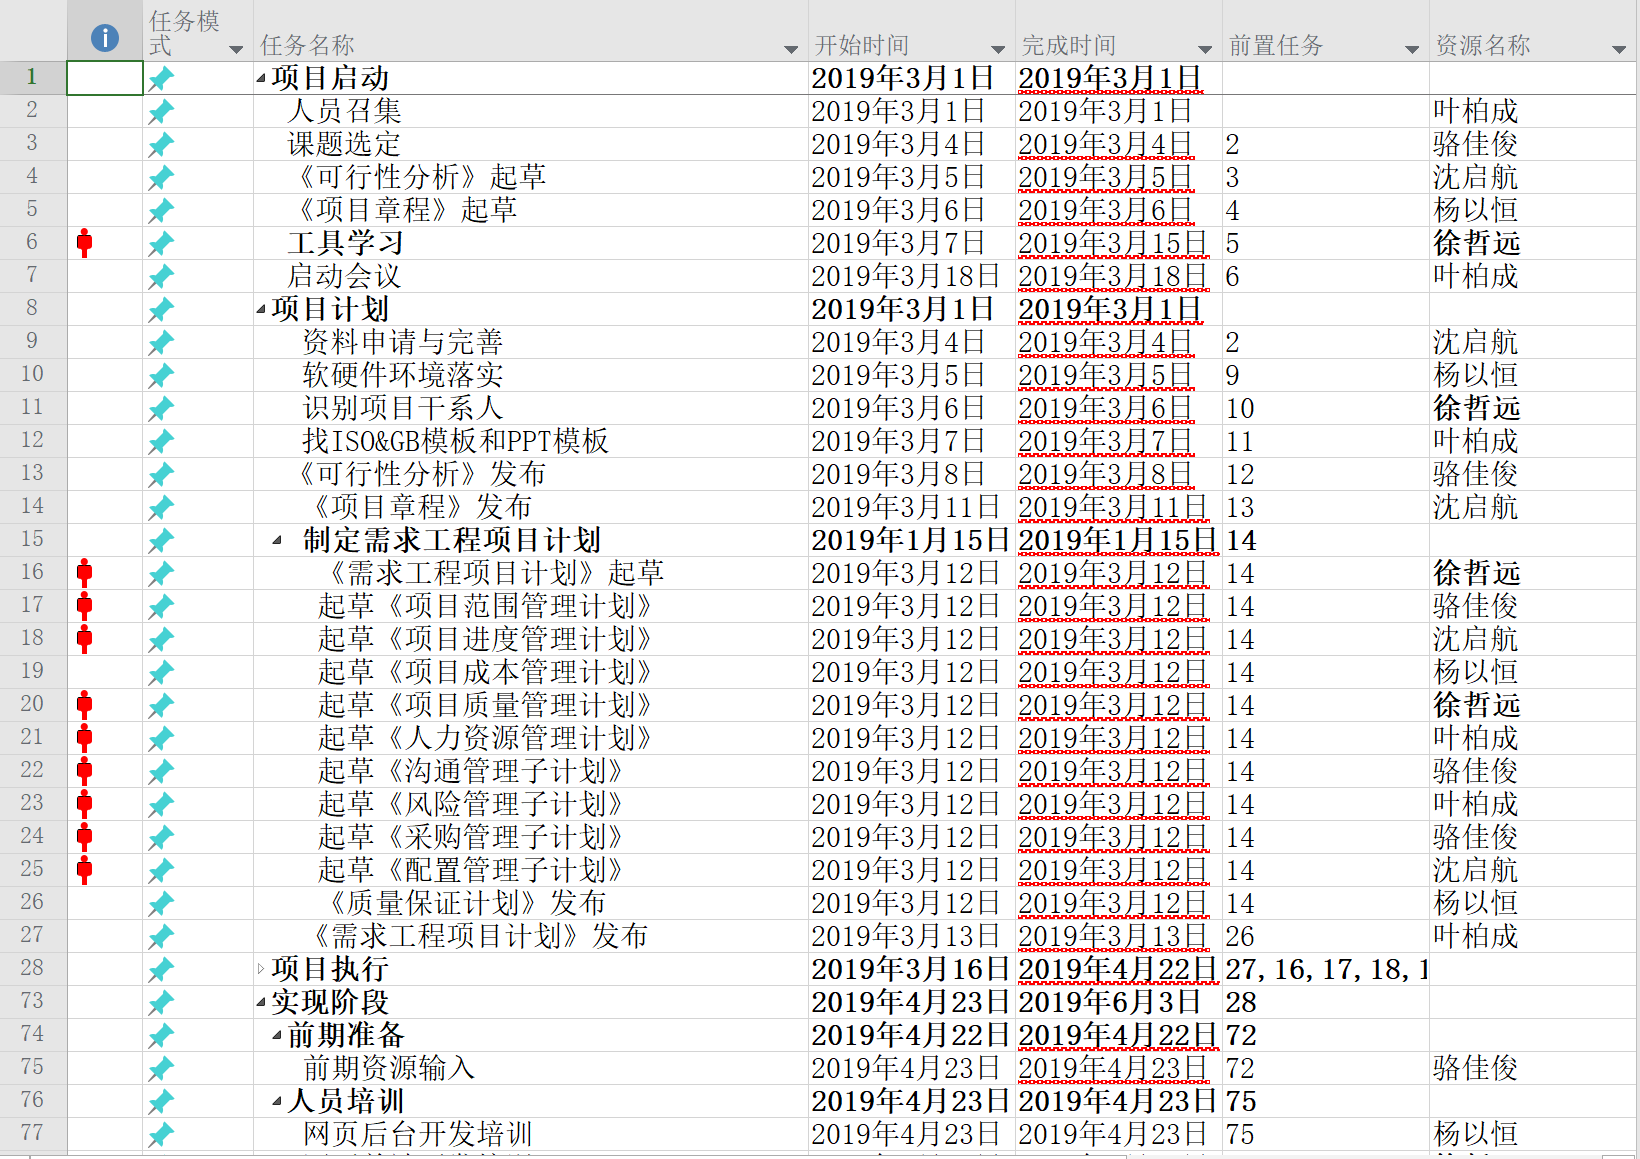 任务模式 任务名称 开始时间 完成时间 前置任务 资源名称
1 项目启动 2019年3月1日 2019年3月1日
2 人员召集 2019年3月1日 2019年3月1日 叶柏成
3 课题选定 2019年3月4日 2019年3月4日 2 骆佳俊
4 《可行性分析》起草 2019年3月5日 2019年3月5日 3 沈启航
5 《项目章程》起草 2019年3月6日 2019年3月6日 4 杨以恒
6 工具学习 2019年3月7日 2019年3月15日 5 徐哲远
7 启动会议 2019年3月18日 2019年3月18日 6 叶柏成
8 项目计划 2019年3月1日 2019年3月1日
9 资料申请与完善 2019年3月4日 2019年3月4日 2 沈启航
10 软硬件环境落实 2019年3月5日 2019年3月5日 9 杨以恒
11 识别项目干系人 2019年3月6日 2019年3月6日 10 徐哲远
12 找ISO&GB模板和PPT模板 2019年3月7日 2019年3月7日 11 叶柏成
13 《可行性分析》发布 2019年3月8日 2019年3月8日 12 骆佳俊
14 《项目章程》发布 2019年3月11日 2019年3月11日 13 沈启航
15 制定需求工程项目计划 2019年1月15日 2019年1月15日 14
16 《需求工程项目计划》起草 2019年3月12日 2019年3月12日 14 徐哲远
17 起草《项目范围管理计划》 2019年3月12日 2019年3月12日 14 骆佳俊
18 起草《项目进度管理计划》 2019年3月12日 2019年3月12日 14 沈启航
19 起草《项目成本管理计划》 2019年3月12日 2019年3月12日 14 杨以恒
20 起草《项目质量管理计划》 2019年3月12日 2019年3月12日 14 徐哲远
21 起草《人力资源管理计划》 2019年3月12日 2019年3月12日 14 叶柏成
22 起草《沟通管理子计划》 2019年3月12日 2019年3月12日 14 骆佳俊
23 起草《风险管理子计划》 2019年3月12日 2019年3月12日 14 叶柏成
24 起草《采购管理子计划》 2019年3月12日 2019年3月12日 14 骆佳俊
25 起草《配置管理子计划》 2019年3月12日 2019年3月12日 14 沈启航
26 《质量保证计划》发布 2019年3月12日 2019年3月12日 14 杨以恒
27 《需求工程项目计划》发布 2019年3月13日 2019年3月13日 26 叶柏成
28 项目执行 2019年3月16日 2019年4月22日 27,16,17,18,1
73 实现阶段 2019年4月23日 2019年6月3日 28
74 前期准备 2019年4月22日 2019年4月22日 72
75 前期资源输入 2019年4月23日 2019年4月23日 72 骆佳俊
76 人员培训 2019年4月23日 2019年4月23日 75
77 网页后台开发培训 2019年4月23日 2019年4月23日 75 杨以恒